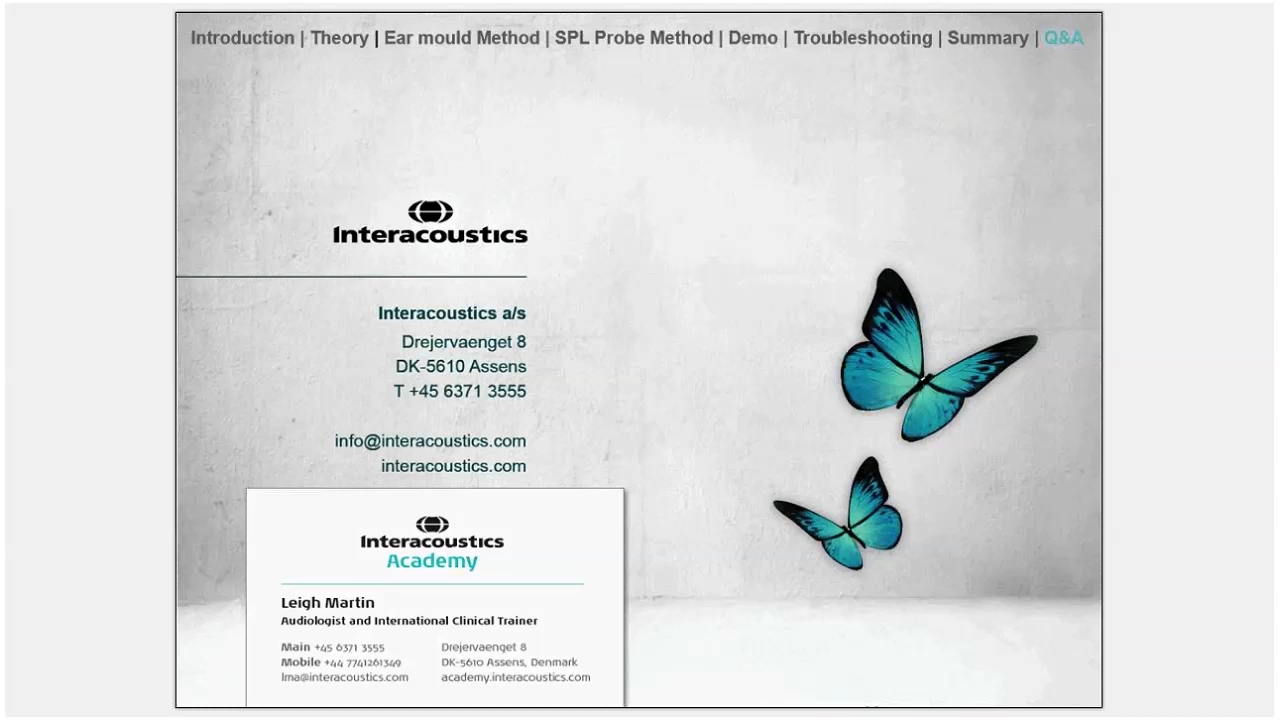 Introduction | Theory | Ear mould Method | SPL Probe Method | Demo | Troubleshooting | Summary | Q&A
Interacoustics
Interacoustics a/s
Drejervaenget 8
DK-5610 Assens
T +45 6371 3555
info@interacoustics.com
interacoustics.com
Interacoustics
Academy
Leigh Martin
Audiologist and International Clinical Trainer
Main +45 6371 3555
Mobile +44 7741261349
lma@interacoustics.com
Drejervaenget 8
DK-5610 Assens, Denmark
academy.interacoustics.com